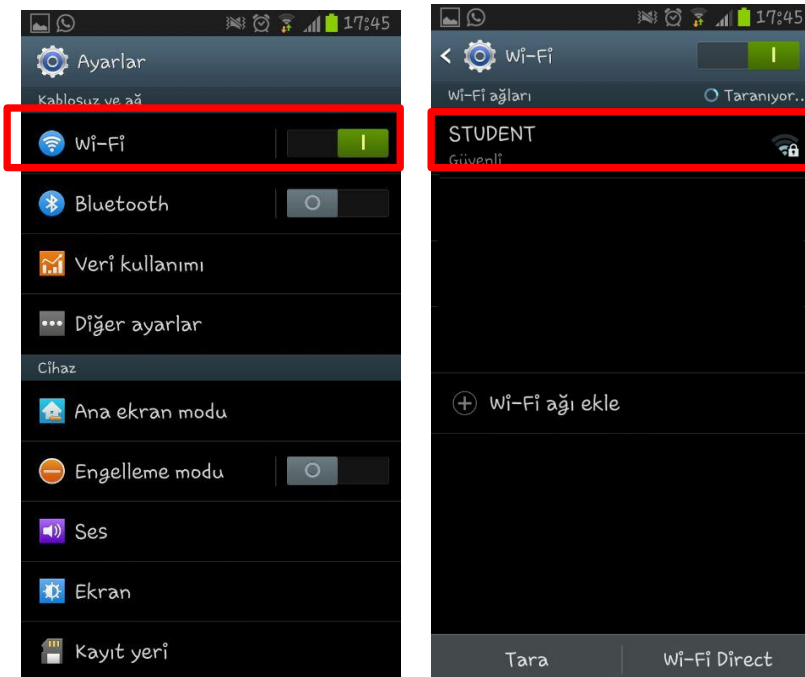 17:45
Ayarlar
Kablosuz ve ağ
Wi-Fi
Bluetooth
Veri kullanımı
Diğer ayarlar
Cihaz
Ana ekran modu
Engelleme modu
Ses
Ekran
Kayıt yeri
17:45
Wi-Fi
Wi-Fi ağları Taranıyor..
STUDENT
Güvenli
Wi-Fi ağı ekle
Tara Wi-Fi Direct